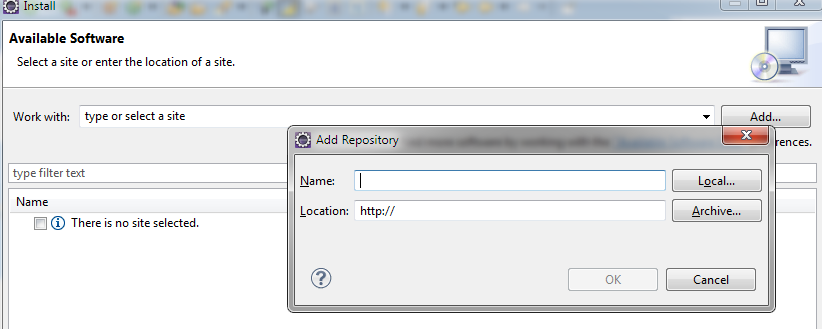 Install
Available Software
Select a site or enter the location of a site.
Work with: type or select a site Add...
Add Repository
rences.
type filter text
Name: Local...
Name
Location: http:// Archive...
There is no site selected.
? OK Cancel